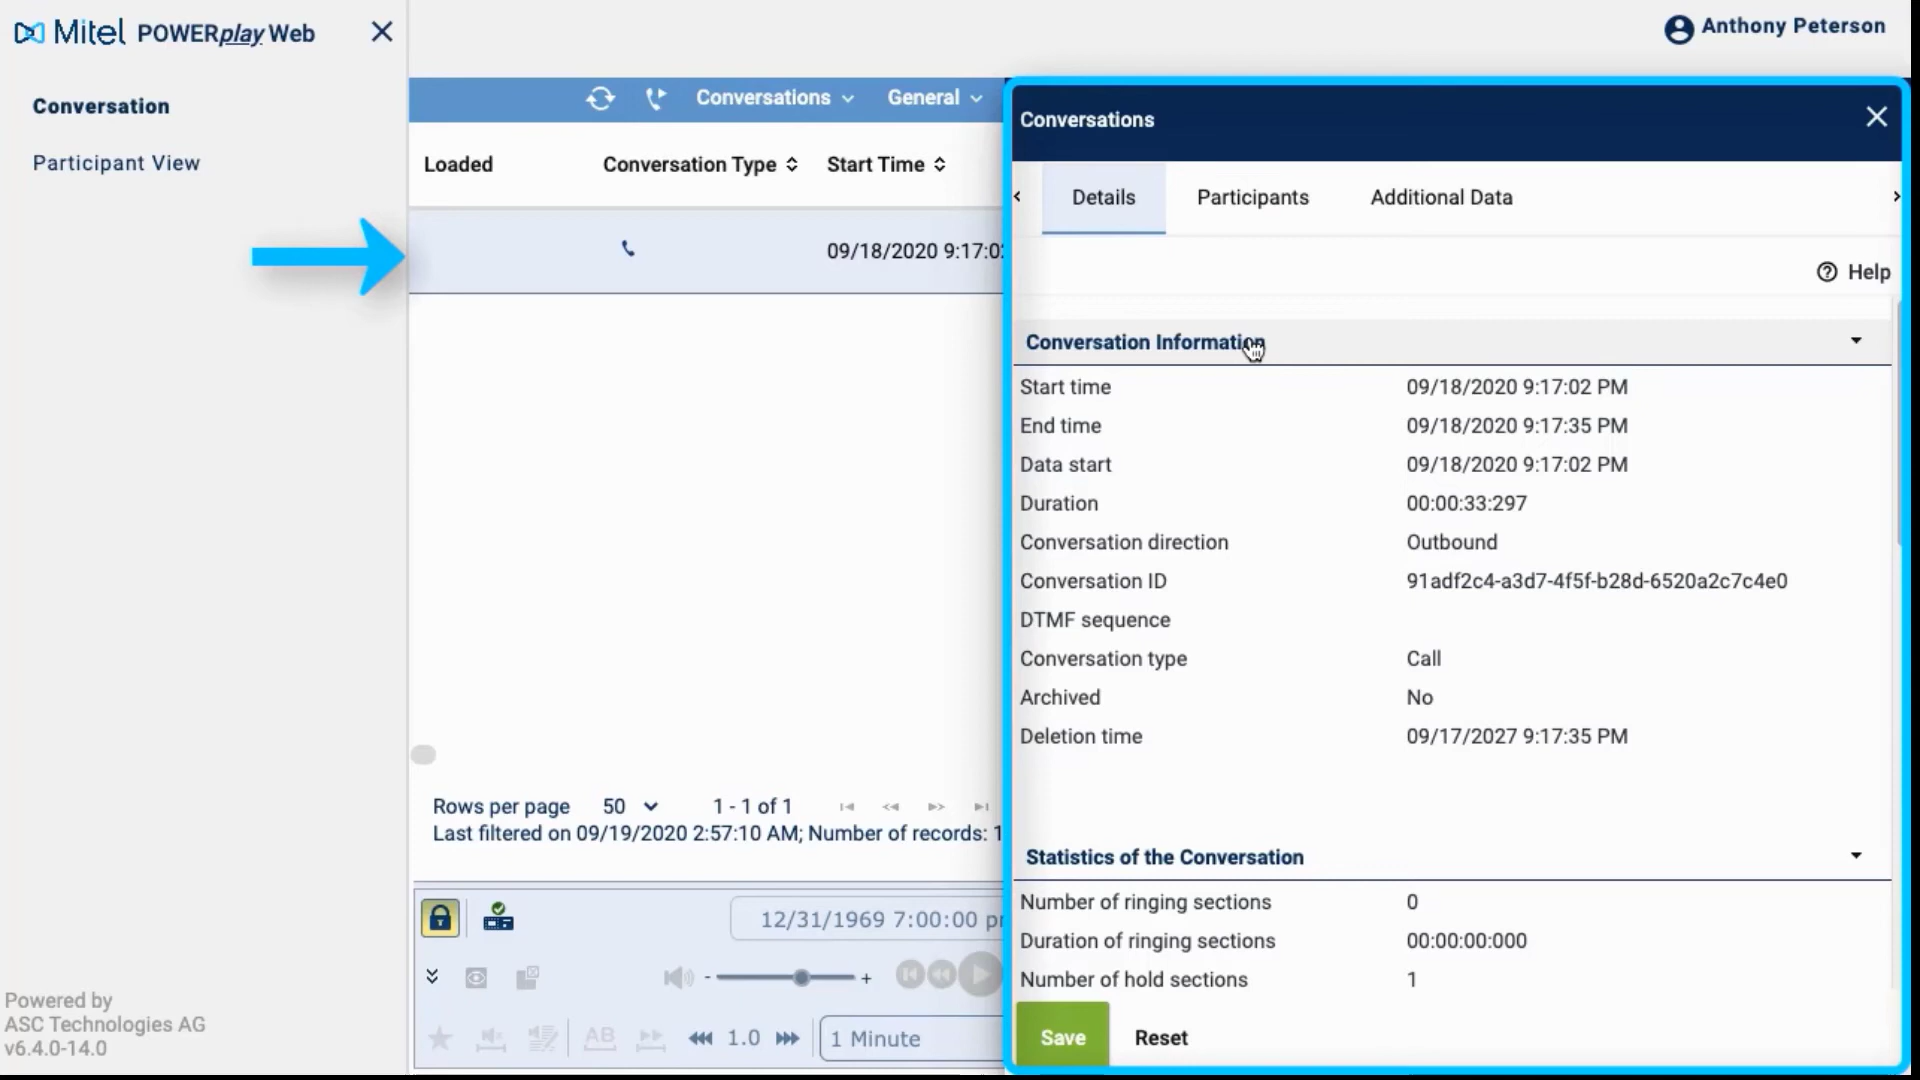 Mitel POWERplay Web
Anthony Peterson
Conversation
Participant View
Powered by
ASC Technologies AG
v6.4.0-14.0
Conversations General
Loaded Conversation Type Start Time
09/18/2020 9:17:02
Rows per page 50 1 - 1 of 1
Last filtered on 09/19/2020 2:57:10 AM; Number of records: 1
12/31/1969 7:00:00 p
- +
AB 1.0 1 Minute
Conversations
Details Participants Additional Data
Help
Conversation Information
Start time 09/18/2020 9:17:02 PM
End time 09/18/2020 9:17:35 PM
Data start 09/18/2020 9:17:02 PM
Duration 00:00:33:297
Conversation direction Outbound
Conversation ID 91adf2c4-a3d7-4f5f-b28d-6520a2c7c4e0
DTMF sequence
Conversation type Call
Archived No
Deletion time 09/17/2027 9:17:35 PM
Statistics of the Conversation
Number of ringing sections 0
Duration of ringing sections 00:00:00:000
Number of hold sections 1
Save Reset